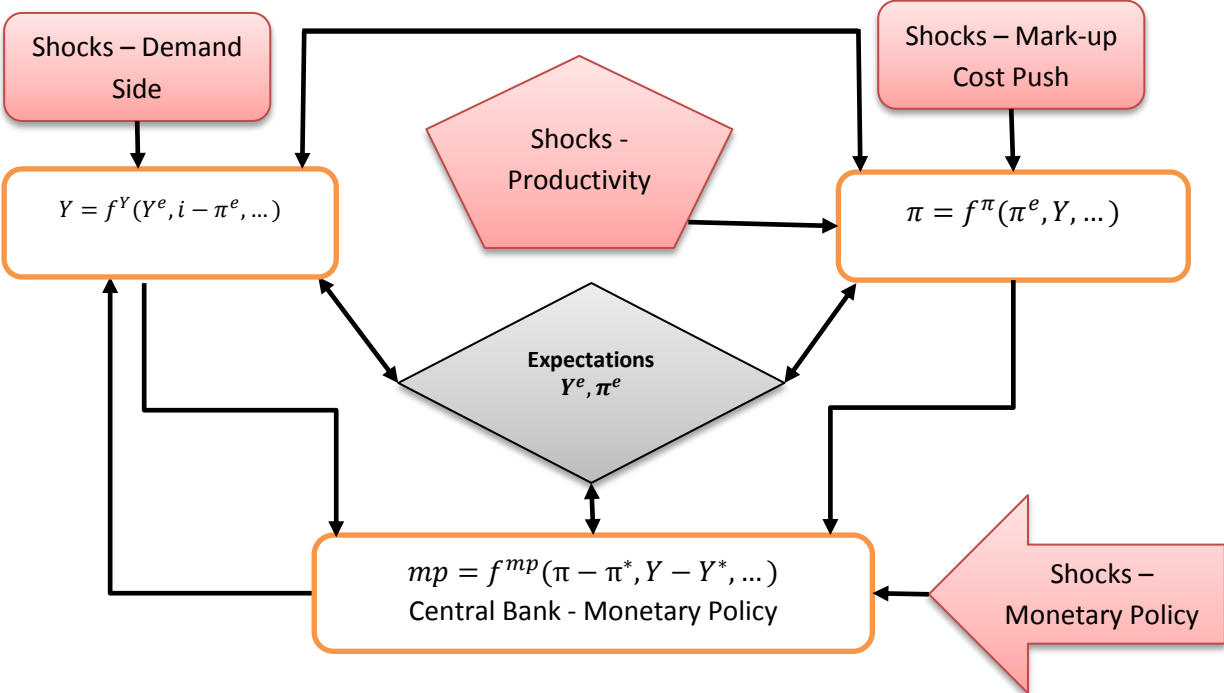 Shocks – Demand
Side
Shocks – Mark-up
Cost Push
Shocks -
Productivity
𝑌 = 𝑓^𝑌(𝑌^𝑒, 𝑖 − 𝜋^𝑒, …)
𝜋 = 𝑓^𝜋(𝜋^𝑒, 𝑌, …)
Expectations
𝒀^𝒆, 𝝅^𝒆
𝑚𝑝 = 𝑓^𝑚𝑝(π − π^*, 𝑌 − 𝑌^*, …)
Central Bank - Monetary Policy
Shocks –
Monetary Policy